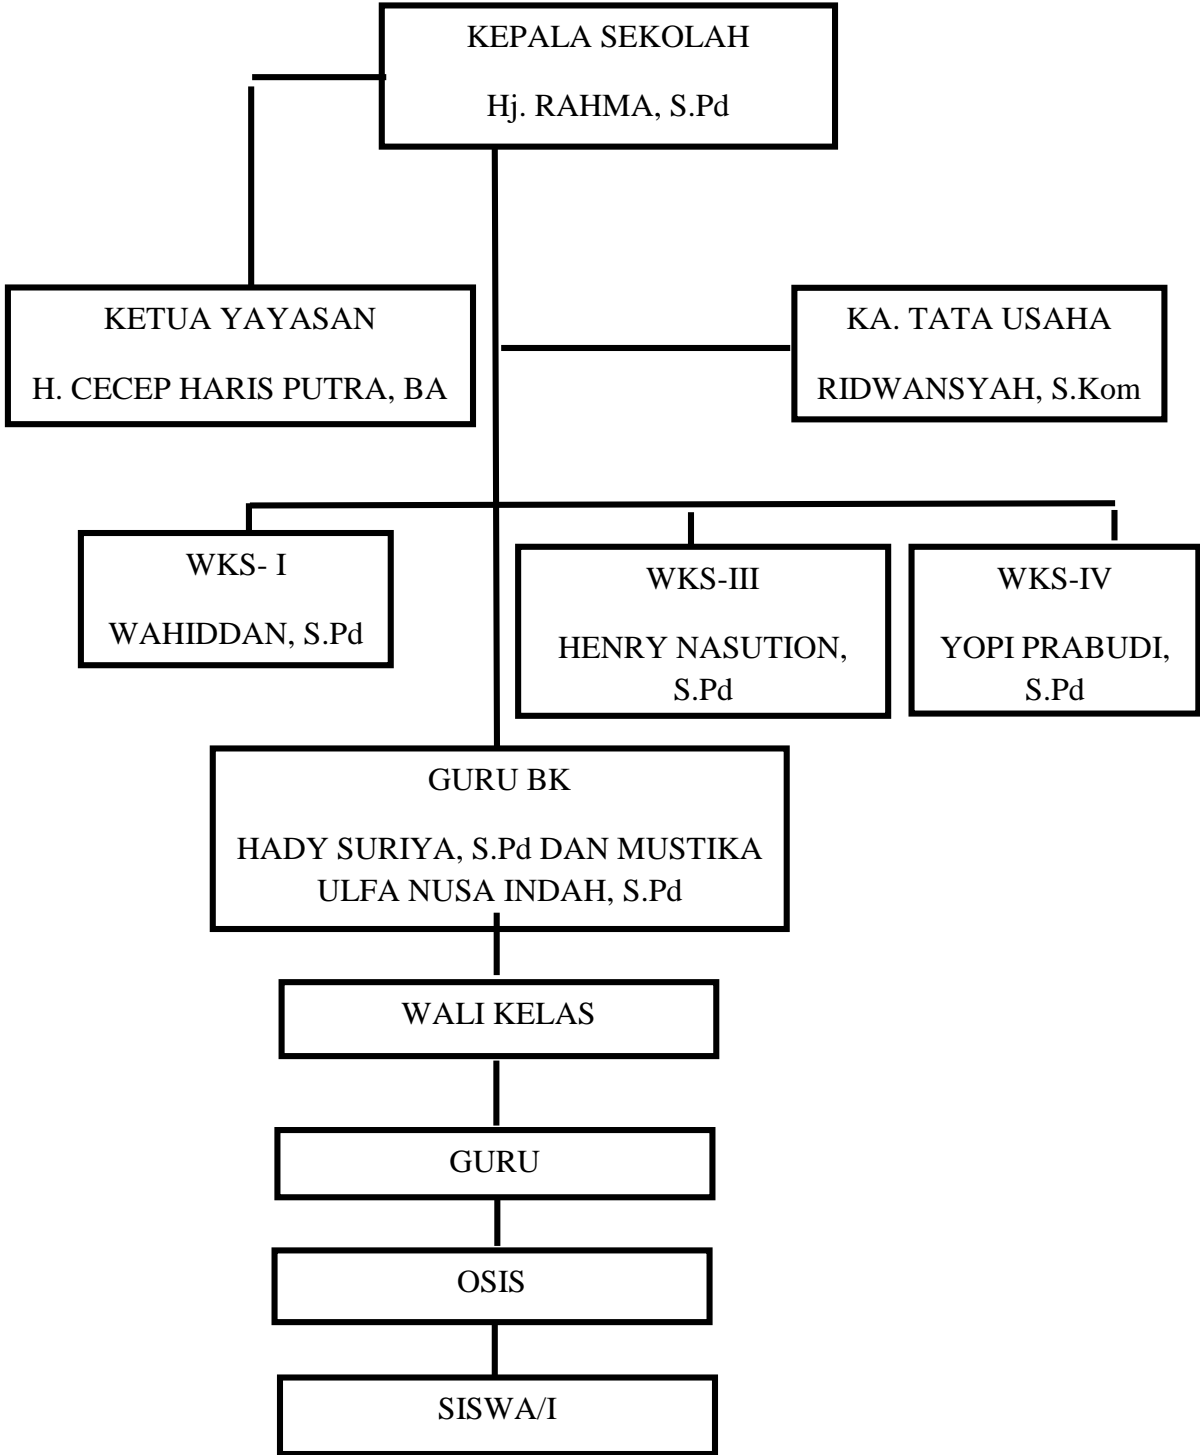 KEPALA SEKOLAH
Hj. RAHMA, S.Pd
KETUA YAYASAN
H. CECEP HARIS PUTRA, BA
KA. TATA USAHA
RIDWANSYAH, S.Kom
WKS- I
WAHIDDAN, S.Pd
WKS-III
HENRY NASUTION,
S.Pd
WKS-IV
YOPI PRABUDI,
S.Pd
GURU BK
HADY SURIYA, S.Pd DAN MUSTIKA
ULFA NUSA INDAH, S.Pd
WALI KELAS
GURU
OSIS
SISWA/I